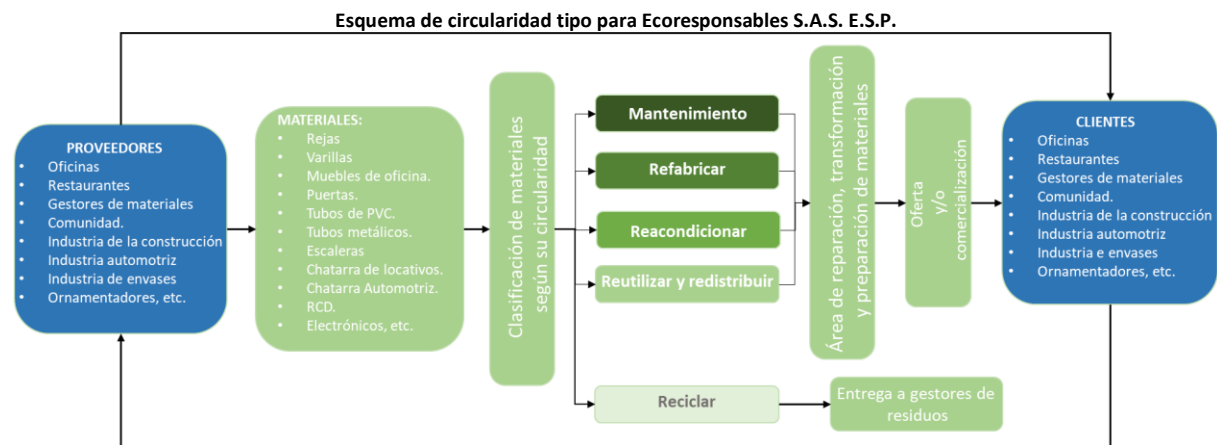 Esquema de circularidad tipo para Ecoresponsables S.A.S. E.S.P.
PROVEEDORES
• Oficinas
• Restaurantes
• Gestores de materiales
• Comunidad.
• Industria de la construcción
• Industria automotriz
• Industria de envases
• Ornamentadores, etc.
MATERIALES:
• Rejas
• Varillas
• Muebles de oficina.
• Puertas.
• Tubos de PVC.
• Tubos metálicos.
• Escaleras
• Chatarra de locativos.
• Chatarra Automotriz.
• RCD.
• Electrónicos, etc.
Clasificación de materiales
según su circularidad
Mantenimiento
Refabricar
Reacondicionar
Reutilizar y redistribuir
Reciclar
Área de reparación, transformación
y preparación de materiales
Entrega a gestores de
residuos
Oferta
y/o
comercialización
CLIENTES
• Oficinas
• Restaurantes
• Gestores de materiales
• Comunidad.
• Industria de la construcción
• Industria automotriz
• Industria e envases
• Ornamentadores, etc.